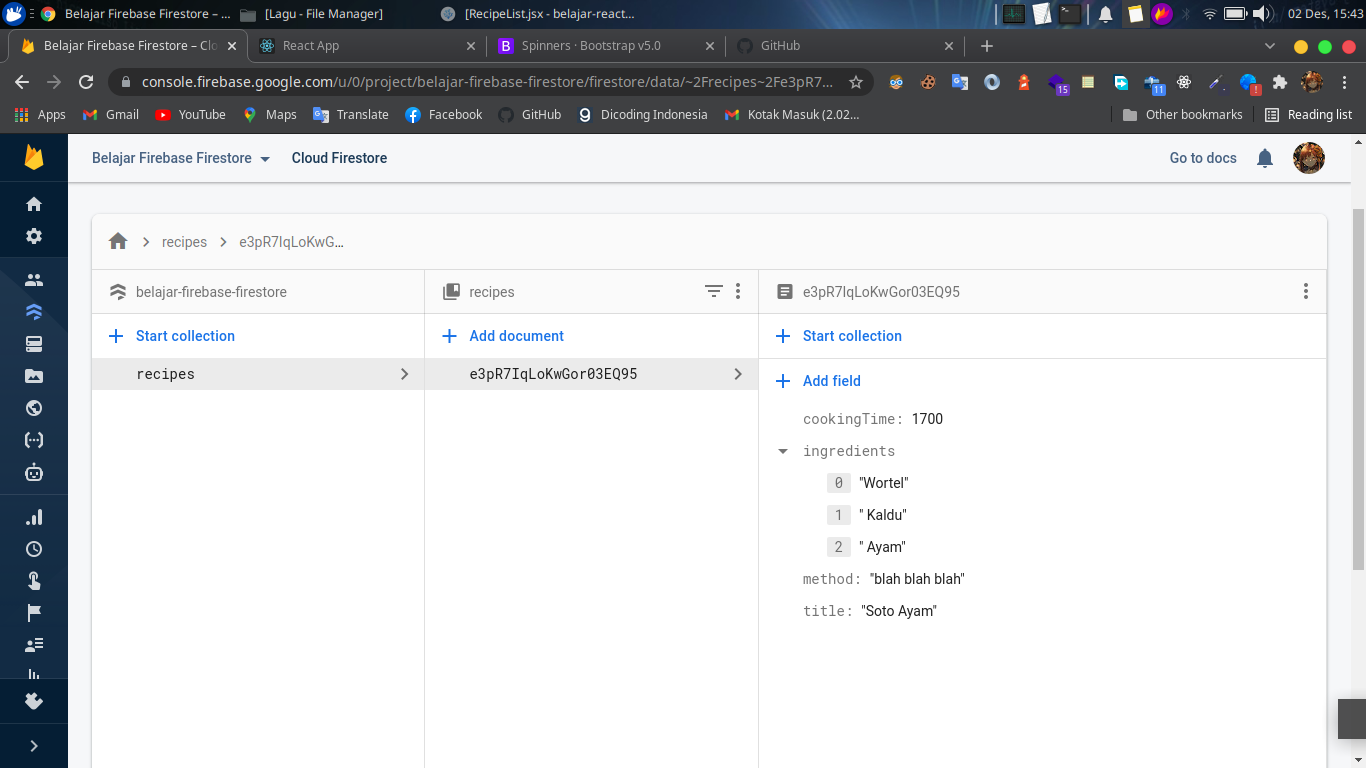 Belajar Firebase Firestore – ...
[Lagu - File Manager]
[RecipeList.jsx - belajar-react...
02 Des, 15:43
Belajar Firebase Firestore – Clo
React App
Spinners · Bootstrap v5.0
GitHub
console.firebase.google.com/u/0/project/belajar-firebase-firestore/firestore/data/~2Frecipes~2Fe3pR7...
15
11
Apps
Gmail
YouTube
Maps
Translate
Facebook
GitHub
Dicoding Indonesia
Kotak Masuk (2.02...
Other bookmarks
Reading list
Belajar Firebase Firestore
Cloud Firestore
Go to docs
recipes
e3pR7IqLoKwG...
belajar-firebase-firestore
recipes
e3pR7IqLoKwGor03EQ95
Start collection
Add document
Start collection
recipes
e3pR7IqLoKwGor03EQ95
Add field
cookingTime: 1700
ingredients
0 "Wortel"
1 " Kaldu"
2 " Ayam"
method: "blah blah blah"
title: "Soto Ayam"